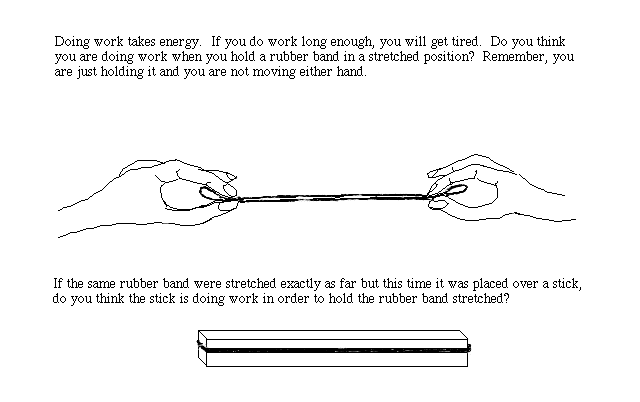 Doing work takes energy.  If you do work long enough, you will get tired.  Do you think
you are doing work when you hold a rubber band in a stretched position?  Remember, you
are just holding it and you are not moving either hand.
If the same rubber band were stretched exactly as far but this time it was placed over a stick,
do you think the stick is doing work in order to hold the rubber band stretched?